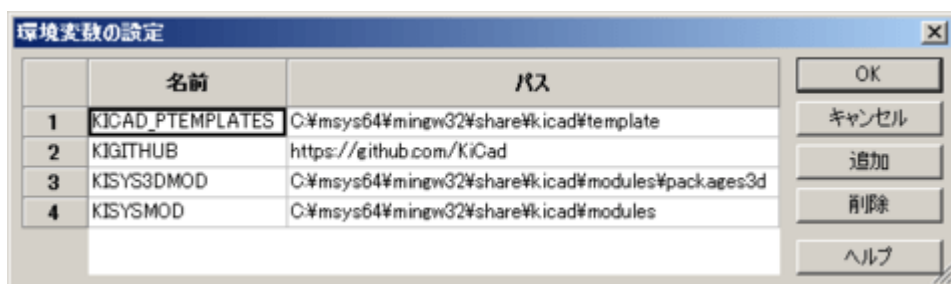 環境変数の設定
名前 パス
1 KICAD_PTEMPLATES C:¥msys64¥mingw32¥share¥kicad¥template
2 KIGITHUB https://github.com/KiCad
3 KISYS3DMOD C:¥msys64¥mingw32¥share¥kicad¥modules¥packages3d
4 KISYSMOD C:¥msys64¥mingw32¥share¥kicad¥modules
OK
キャンセル
追加
削除
ヘルプ